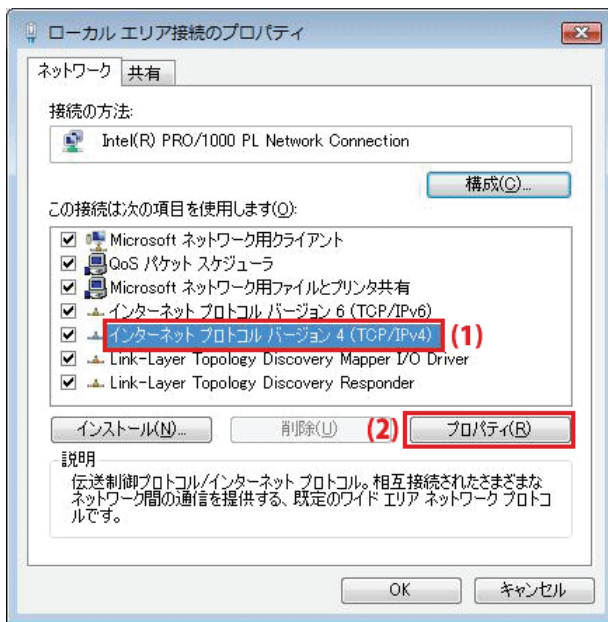 ローカル エリア接続のプロパティ
ネットワーク 共有
接続の方法:
Intel(R) PRO/1000 PL Network Connection
構成(C)...
この接続は次の項目を使用します(O):
Microsoft ネットワーク用クライアント
QoS パケット スケジューラ
Microsoft ネットワーク用ファイルとプリンタ共有
インターネット プロトコル バージョン 6 (TCP/IPv6)
インターネット プロトコル バージョン 4 (TCP/IPv4) (1)
Link-Layer Topology Discovery Mapper I/O Driver
Link-Layer Topology Discovery Responder
インストール(N)... 削除(U) (2) プロパティ(R)
説明
伝送制御プロトコル/インターネット プロトコル。相互接続されたさまざまな
ネットワーク間の通信を提供する、既定のワイド エリア ネットワーク プロトコ
ルです。
OK キャンセル